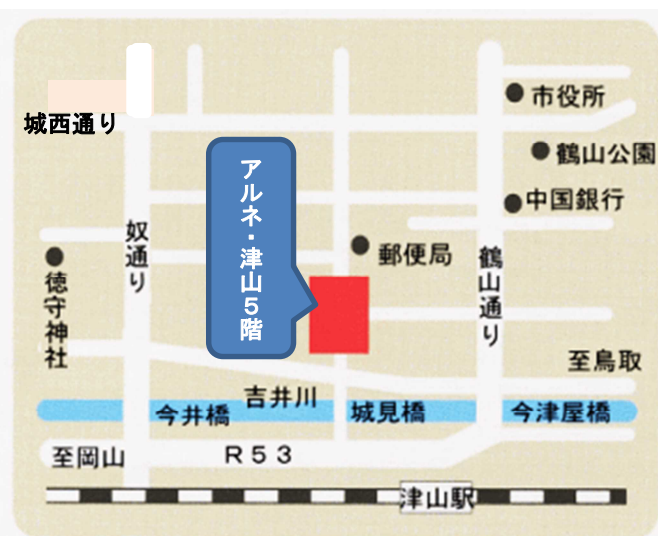 市役所
城西通り
鶴山公園
アルネ・津山5階
中国銀行
奴通り
郵便局
鶴山通り
徳守神社
至鳥取
吉井川
今井橋
城見橋
今津屋橋
至岡山
R53
津山駅